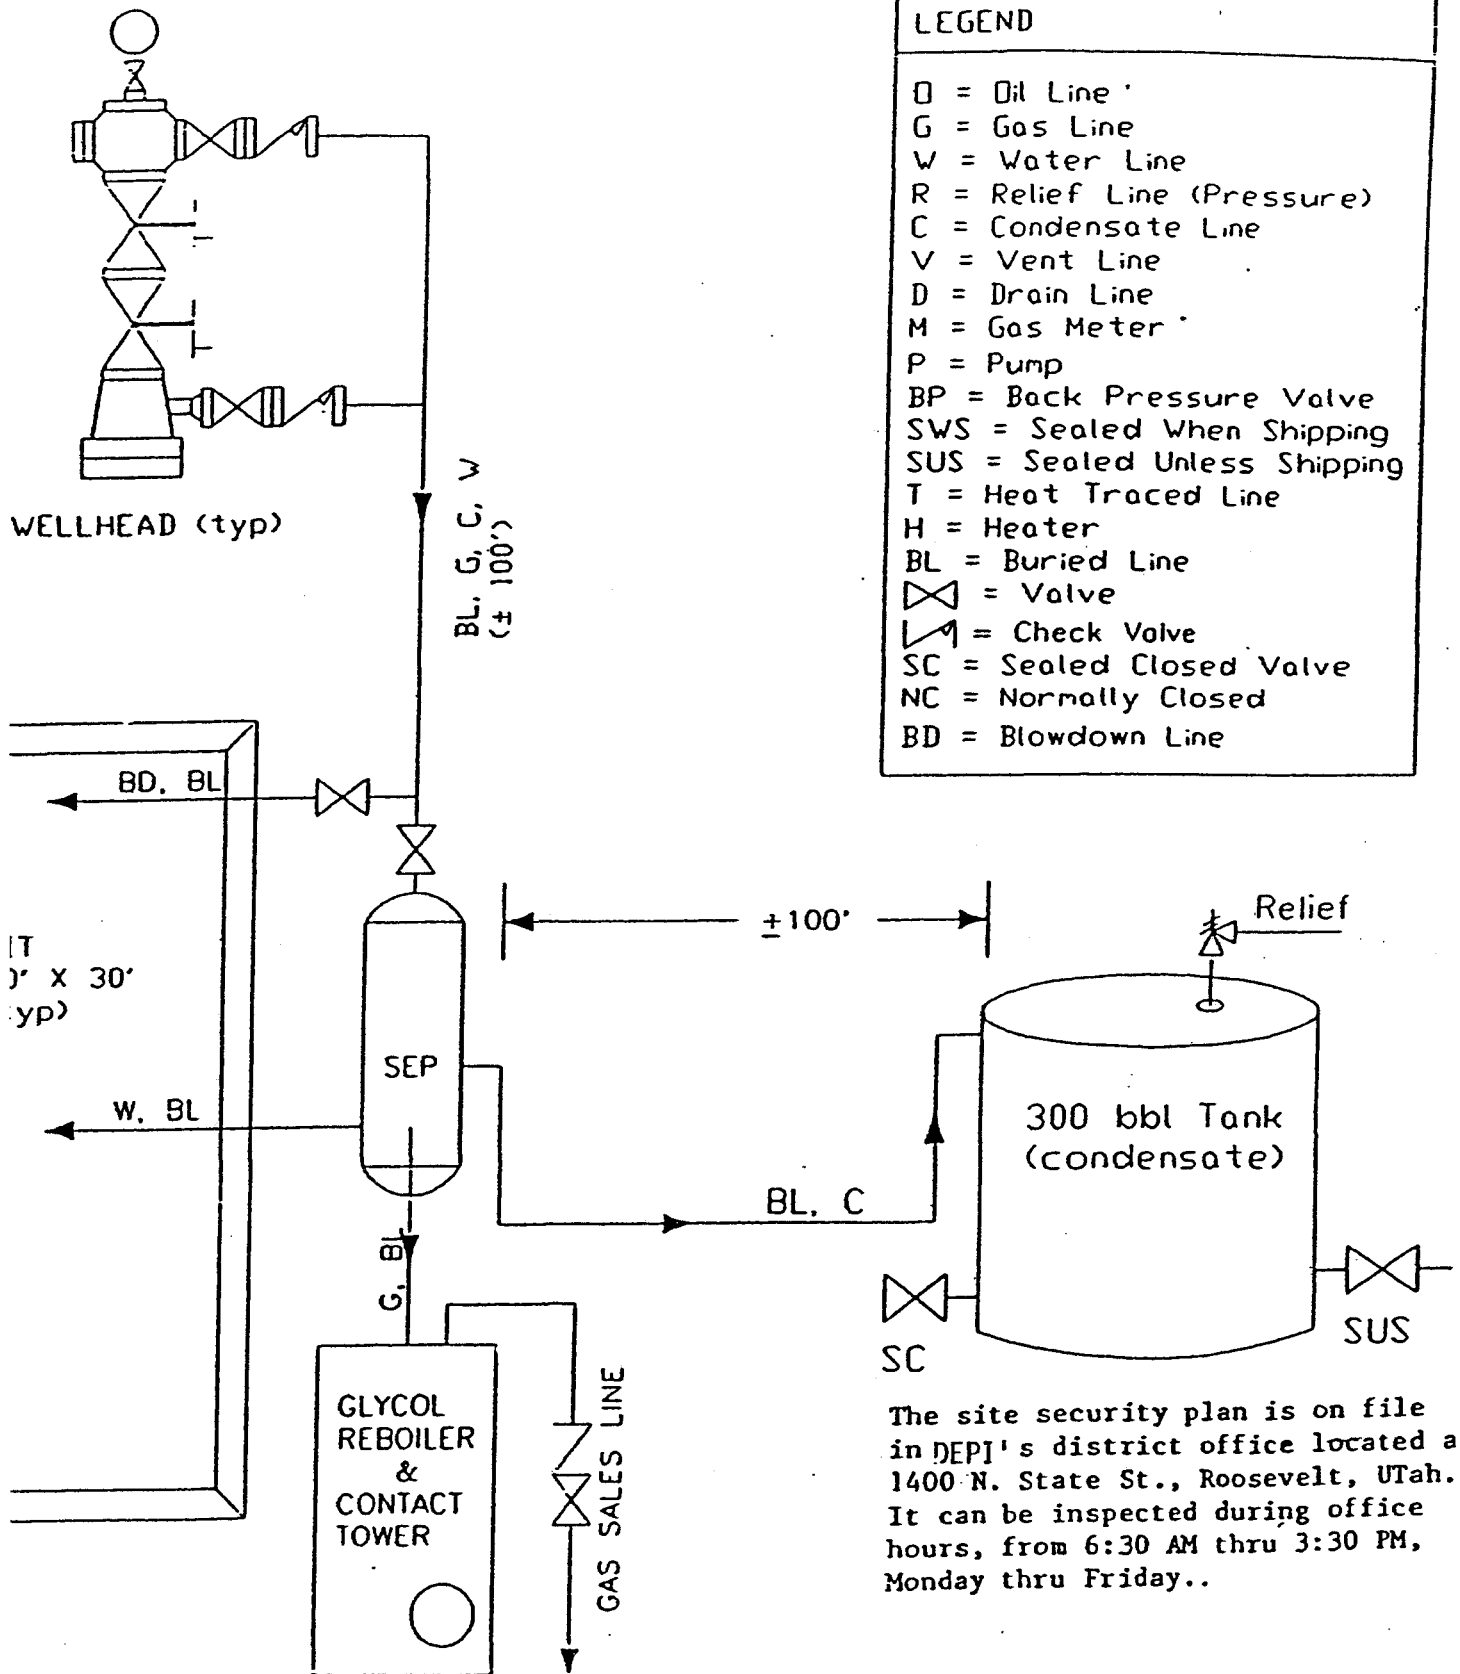 LEGEND
O = Oil Line
G = Gas Line
W = Water Line
R = Relief Line (Pressure)
C = Condensate Line
V = Vent Line
D = Drain Line
M = Gas Meter
P = Pump
BP = Back Pressure Valve
SWS = Sealed When Shipping
SUS = Sealed Unless Shipping
T = Heat Traced Line
H = Heater
BL = Buried Line
= Valve
= Check Valve
SC = Sealed Closed Valve
NC = Normally Closed
BD = Blowdown Line
WELLHEAD (typ)
BL, G, C, W
(± 100')
BD, BL
IT
0' X 30'
yp)
SEP
W, BL
±100'
Relief
300 bbl Tank
(condensate)
BL, C
G, BL
SC
SUS
GLYCOL
REBOILER
&
CONTACT
TOWER
GAS SALES LINE
The site security plan is on file
in DEPI's district office located a
1400 N. State St., Roosevelt, UTah.
It can be inspected during office
hours, from 6:30 AM thru 3:30 PM,
Monday thru Friday..